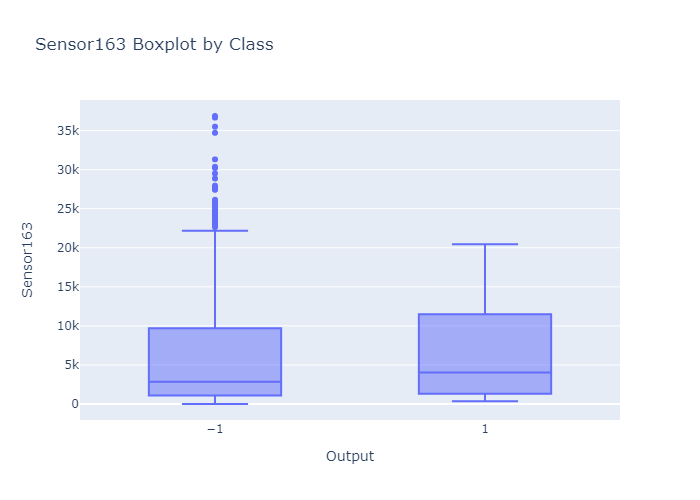 Sensor163 Boxplot by Class
Sensor163
35k
30k
25k
20k
15k
10k
5k
0
−1
1
Output